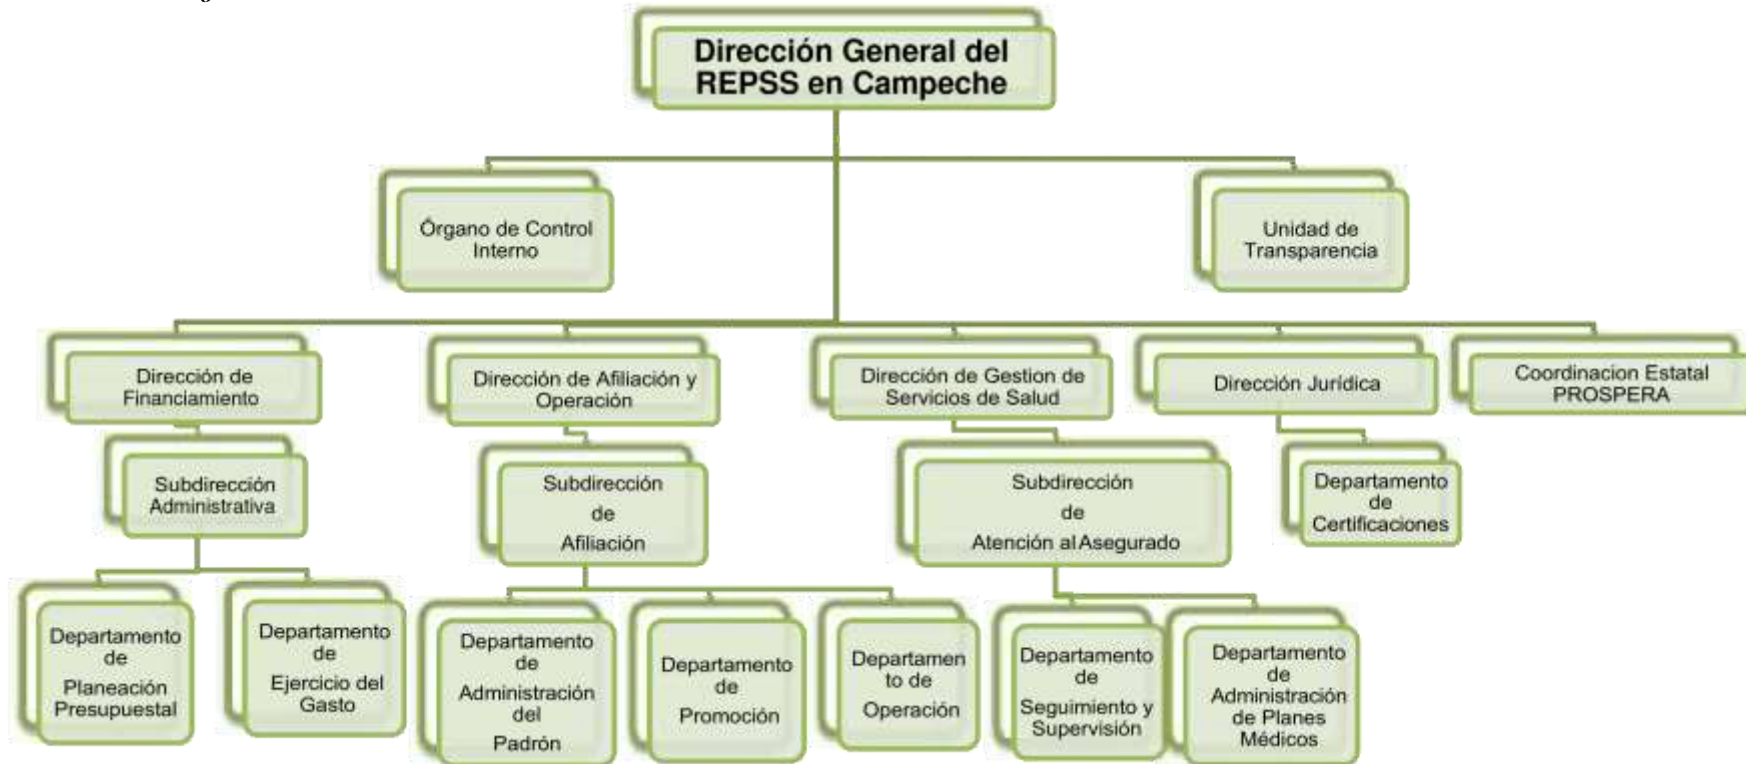 Dirección General del
REPSS en Campeche
Órgano de Control
Interno
Unidad de
Transparencia
Dirección de
Financiamiento
Dirección de Afiliación y
Operación
Dirección de Gestion de
Servicios de Salud
Dirección Jurídica
Coordinacion Estatal
PROSPERA
Subdirección
Administrativa
Subdirección
de
Afiliación
Subdirección
de
Atención al Asegurado
Departamento
de
Certificaciones
Departamento
de
Planeación
Presupuestal
Departamento
de
Ejercicio del
Gasto
Departamento
de
Administración
del
Padrón
Departamento
de
Promoción
Departamen
to de
Operación
Departamento
de
Seguimiento y
Supervisión
Departamento
de
Administración
de Planes
Médicos